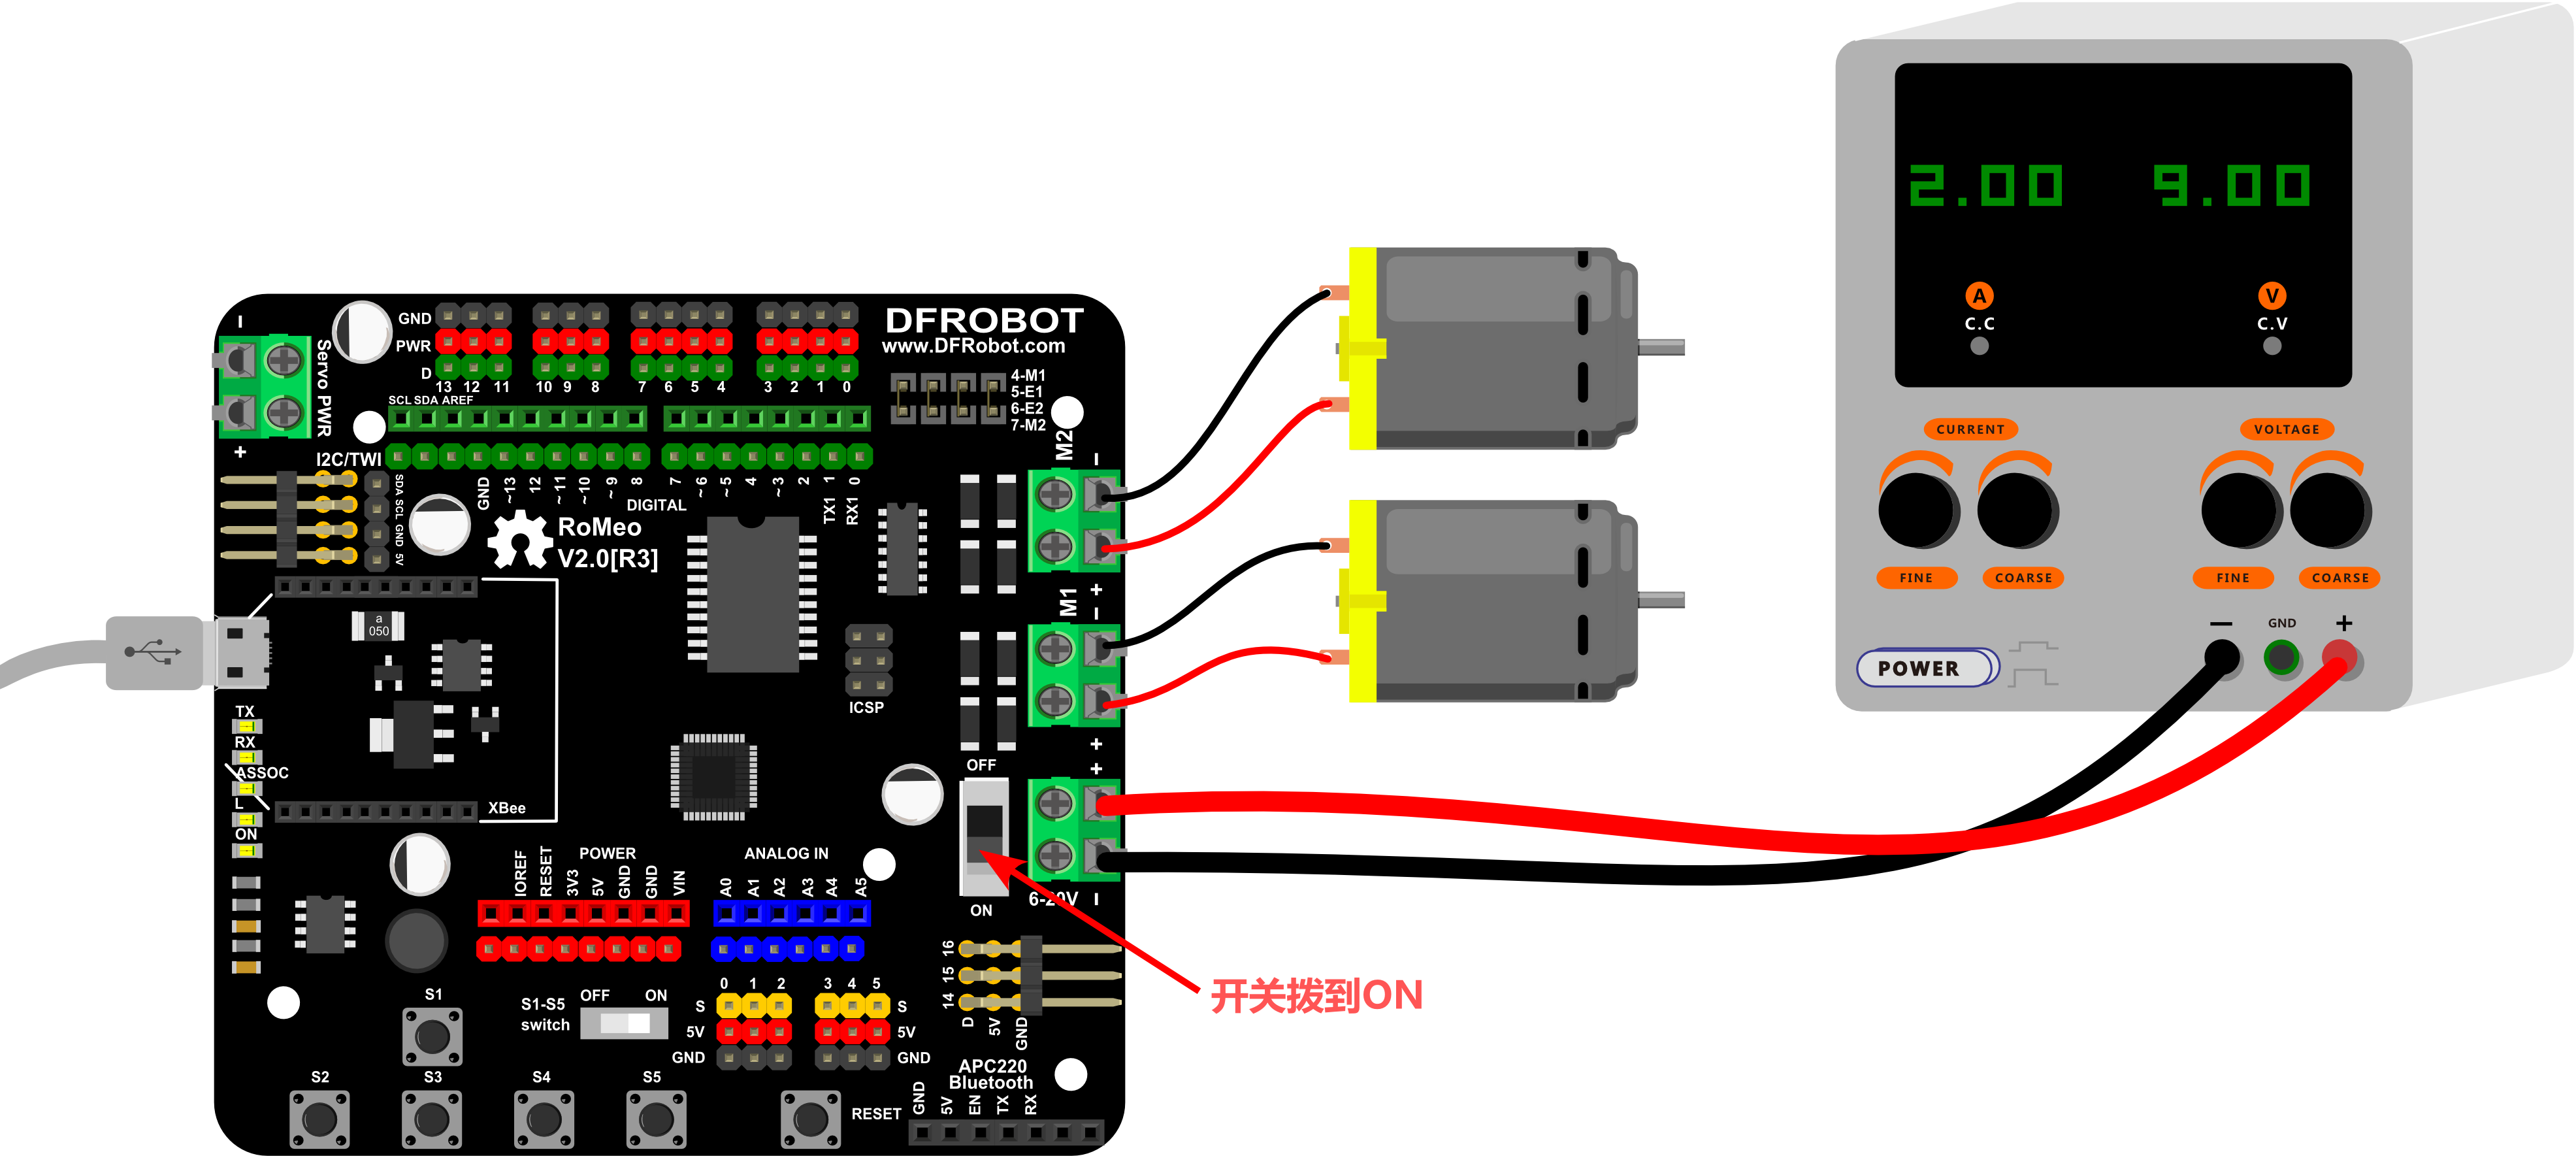 2.00 9.00
A V
C.C C.V
CURRENT VOLTAGE
FINE COARSE FINE COARSE
− GND +
POWER
DFROBOT
www.DFRobot.com
GND
PWR
D
13 12 11 10 9 8 7 6 5 4 3 2 1 0
SCL SDA AREF
4-M1
5-E1
6-E2
7-M2
−
Servo PWR
+
I2C/TWI
SDA SCL GND 5V
GND ~13 12 ~11 ~10 ~9 8 7 ~6 ~5 4 ~3 2 TX1 1 RX1 0
DIGITAL
RoMeo
V2.0[R3]
M2
−
+
M1
−
+
+
a
050
ICSP
TX
RX
ASSOC
L
ON
XBee
OFF
ON
6-20V −
POWER
IOREF RESET 3V3 5V GND GND VIN
ANALOG IN
A0 A1 A2 A3 A4 A5
开关拨到ON
16
15
14
D 5V GND
S1
S1-S5
switch
OFF ON
0 1 2 3 4 5
S S
5V 5V
GND GND
S2 S3 S4 S5
RESET
APC220
Bluetooth
GND 5V EN TX RX